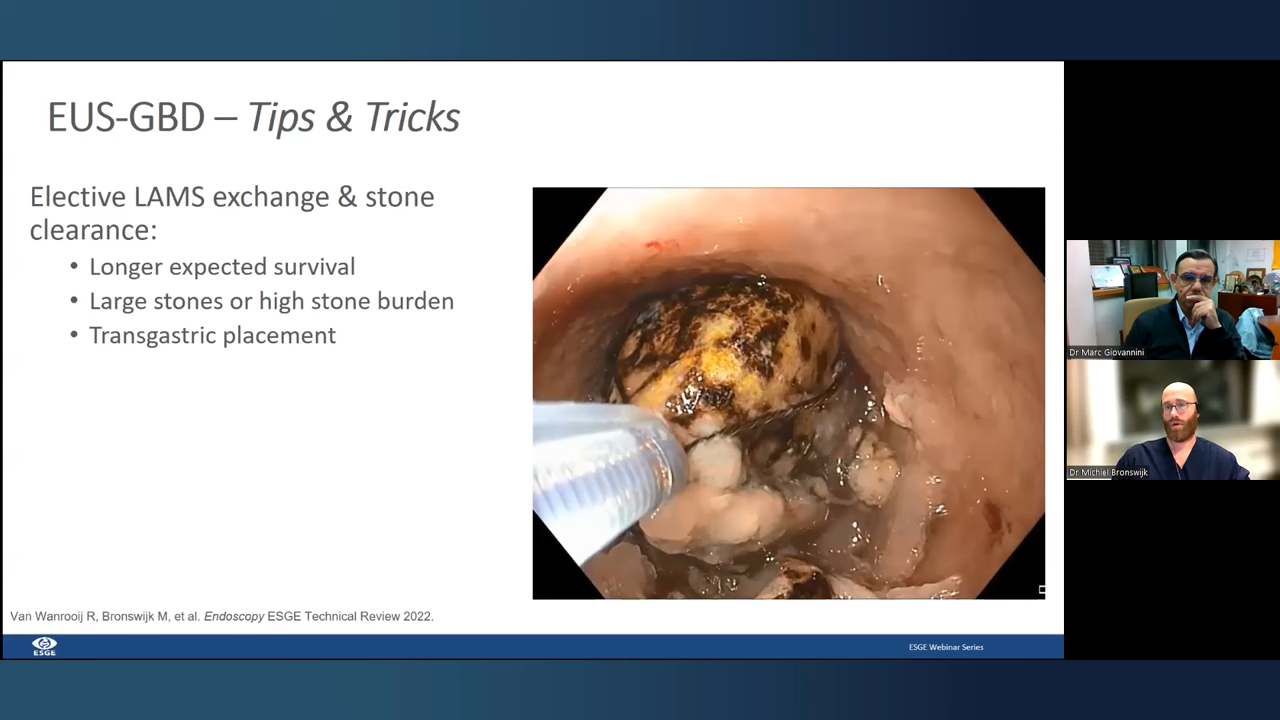 EUS-GBD – Tips & Tricks
Elective LAMS exchange & stone
clearance:
• Longer expected survival
• Large stones or high stone burden
• Transgastric placement
Van Wanrooij R, Bronswijk M, et al. Endoscopy ESGE Technical Review 2022.
ESGE
ESGE Webinar Series
Dr Marc Giovannini
Dr Michiel Bronswijk